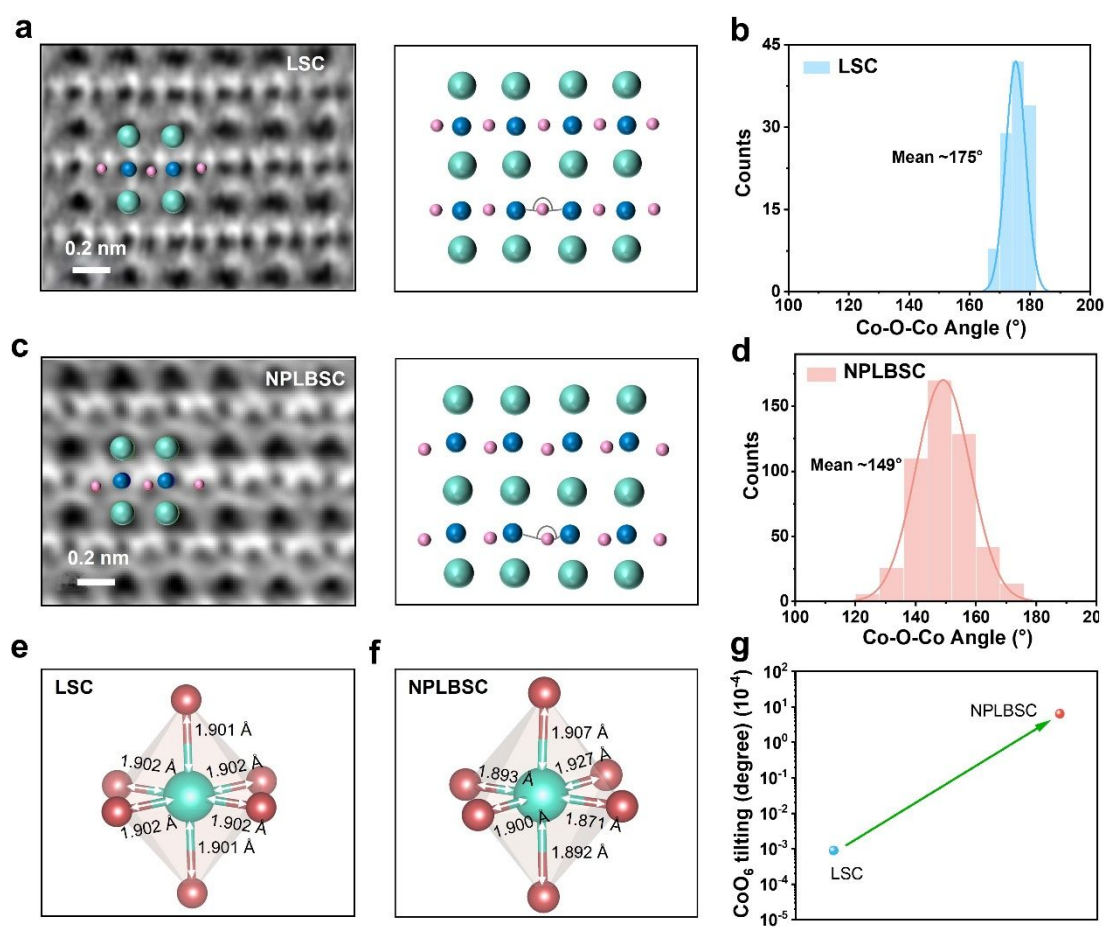 a
LSC
0.2 nm
b
45
30
15
0
LSC
Mean ~175°
Counts
100 120 140 160 180 200
Co-O-Co Angle (°)
c
NPLBSC
0.2 nm
d
150
100
50
0
NPLBSC
Mean ~149°
Counts
100 120 140 160 180 20
Co-O-Co Angle (°)
e
LSC
1.901 Å
1.902 Å 1.902 Å
1.902 Å 1.902 Å
1.901 Å
f
NPLBSC
1.907 Å
1.893 Å 1.927 Å
1.900 Å 1.871 Å
1.892 Å
g
10²
10¹
10⁰
10⁻¹
10⁻²
10⁻³
10⁻⁴
10⁻⁵
CoO₆ tilting (degree) (10⁻⁴)
NPLBSC
LSC